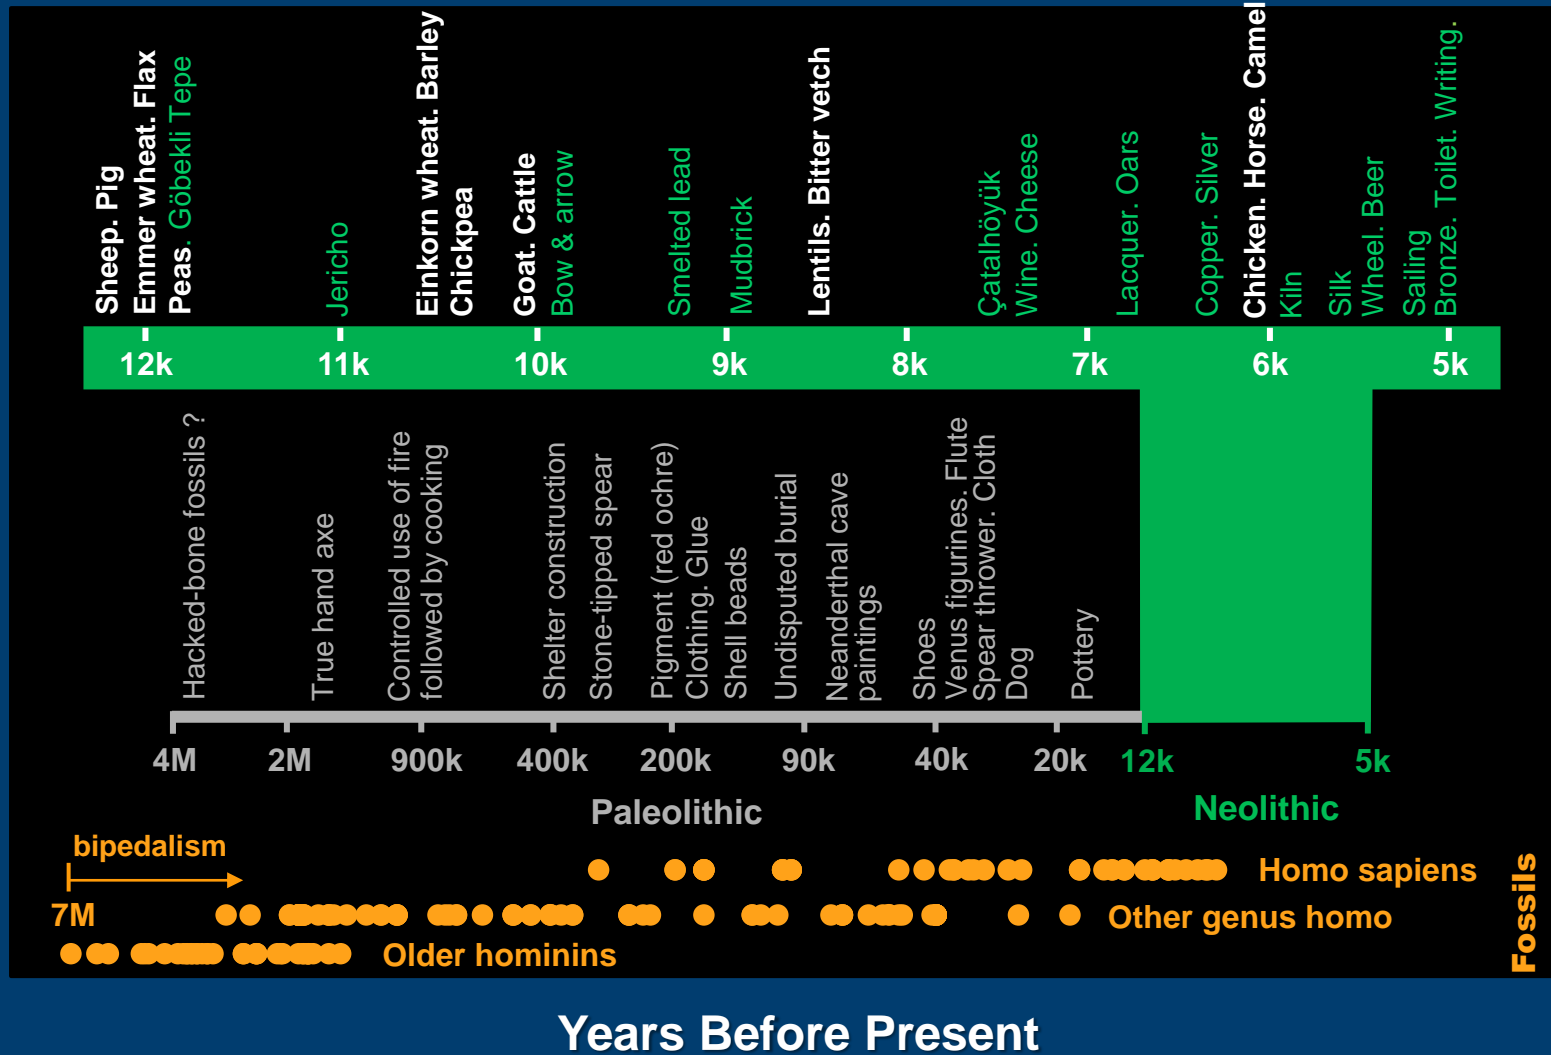 Sheep. Pig
Emmer wheat. Flax
Peas. Göbekli Tepe
Jericho
Einkorn wheat. Barley
Chickpea
Goat. Cattle
Bow & arrow
Smelted lead
Mudbrick
Lentils. Bitter vetch
Çatalhöyük
Wine. Cheese
Lacquer. Oars
Copper. Silver
Chicken. Horse. Camel
Kiln
Silk
Wheel. Beer
Sailing
Bronze. Toilet. Writing.
12k 11k 10k 9k 8k 7k 6k 5k
Hacked-bone fossils ?
True hand axe
Controlled use of fire
followed by cooking
Shelter construction
Stone-tipped spear
Pigment (red ochre)
Clothing. Glue
Shell beads
Undisputed burial
Neanderthal cave
paintings
Shoes
Venus figurines. Flute
Spear thrower. Cloth
Dog
Pottery
4M 2M 900k 400k 200k 90k 40k 20k 12k 5k
Paleolithic
Neolithic
bipedalism
7M
Homo sapiens
Other genus homo
Older hominins
Fossils
Years Before Present